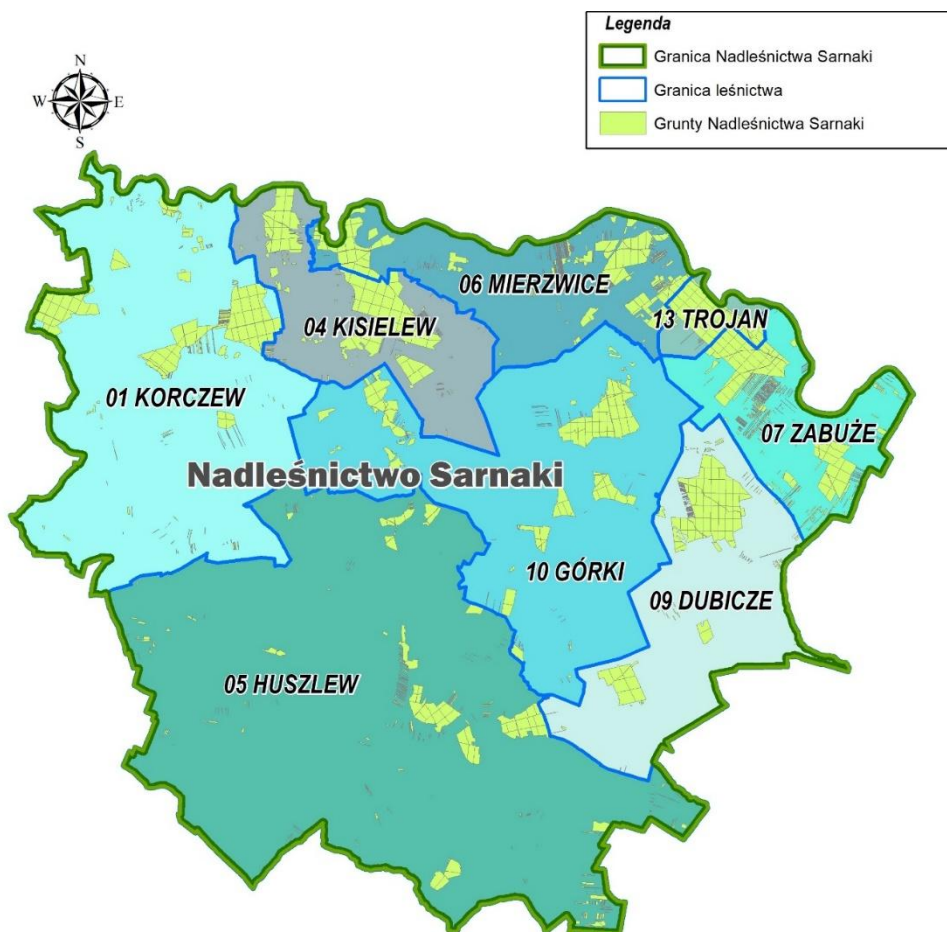 Legenda
Granica Nadleśnictwa Sarnaki
Granica leśnictwa
Grunty Nadleśnictwa Sarnaki
N
W E
S
06 MIERZWICE
04 KISIELEW
13 TROJAN
01 KORCZEW
07 ZABUŻE
Nadleśnictwo Sarnaki
10 GÓRKI
09 DUBICZE
05 HUSZLEW